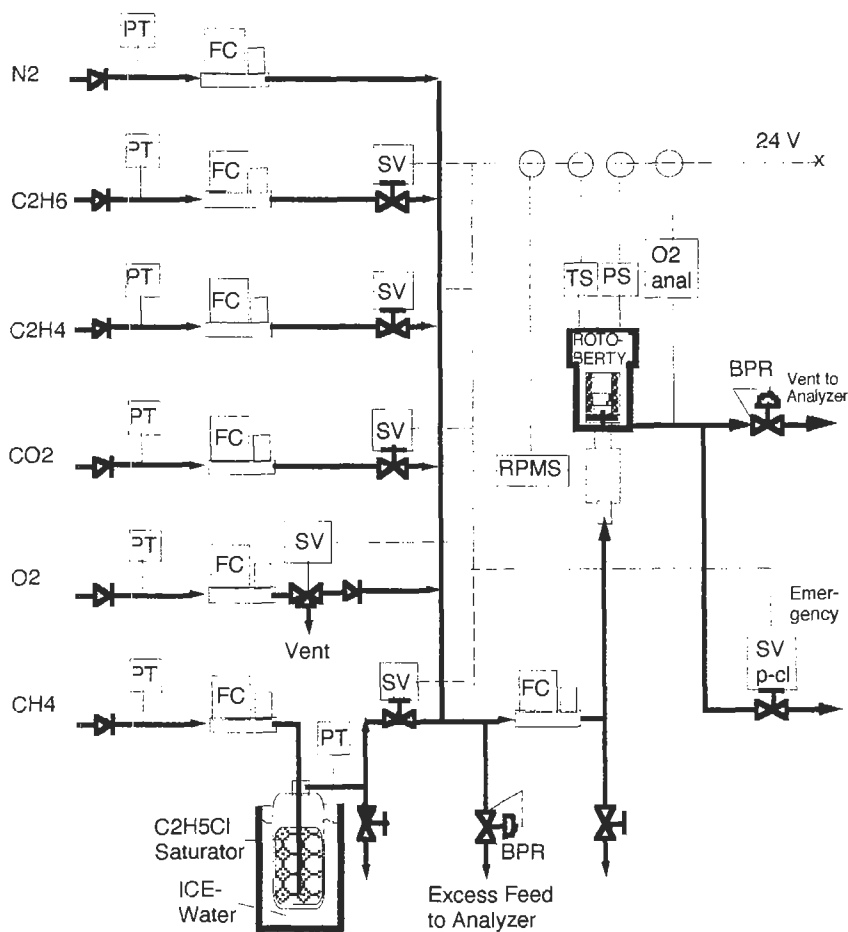 PT
FC
N2
24 V
x
PT
FC
SV
C2H6
PT
FC
SV
C2H4
TS
PS
O2
anal
ROTO-
BERTY
BPR
Vent to
Analyzer
PT
FC
SV
CO2
RPMS
PT
FC
SV
O2
Vent
Emer-
gency
SV
p-cl
PT
FC
SV
FC
CH4
PT
C2H5Cl
Saturator
ICE-
Water
BPR
Excess Feed
to Analyzer